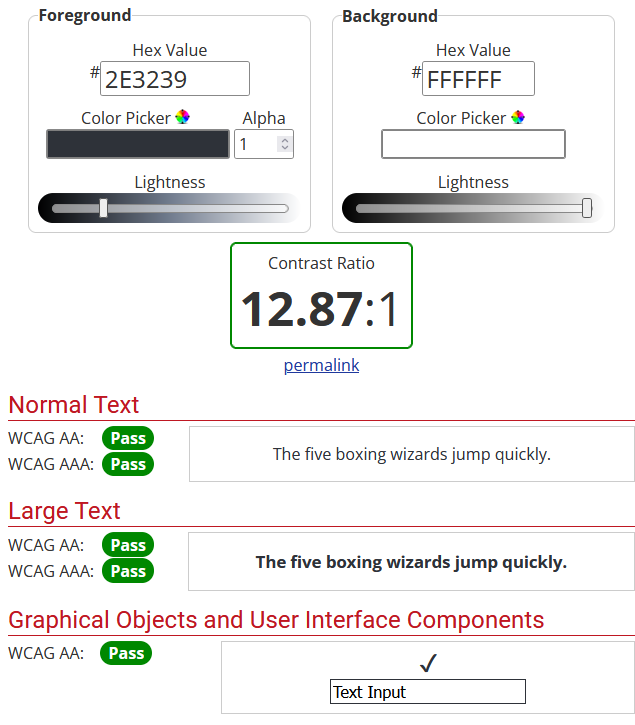 Foreground
Background
Hex Value
#2E3239
Hex Value
#FFFFFF
Color Picker
Alpha
1
Color Picker
Lightness
Lightness
Contrast Ratio
12.87:1
permalink
Normal Text
WCAG AA: Pass
WCAG AAA: Pass
The five boxing wizards jump quickly.
Large Text
WCAG AA: Pass
WCAG AAA: Pass
The five boxing wizards jump quickly.
Graphical Objects and User Interface Components
WCAG AA: Pass
✓
Text Input